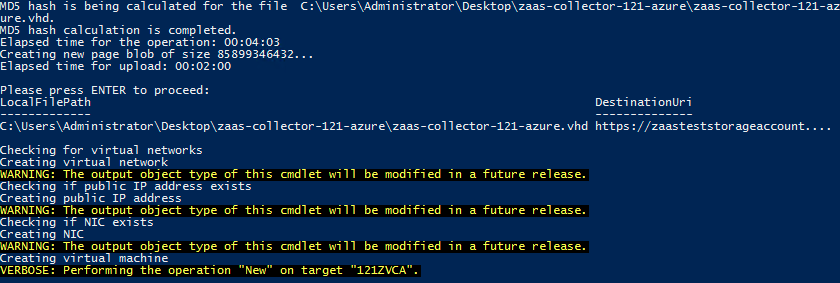 MD5 hash is being calculated for the file  C:\Users\Administrator\Desktop\zaas-collector-121-azure\zaas-collector-121-az
ure.vhd.
MD5 hash calculation is completed.
Elapsed time for the operation: 00:04:03
Creating new page blob of size 85899346432...
Elapsed time for upload: 00:02:00
Please press ENTER to proceed:
LocalFilePath DestinationUri
------------- --------------
C:\Users\Administrator\Desktop\zaas-collector-121-azure\zaas-collector-121-azure.vhd https://zaasteststorageaccount....
Checking for virtual networks
Creating virtual network
WARNING: The output object type of this cmdlet will be modified in a future release.
Checking if public IP address exists
Creating public IP address
WARNING: The output object type of this cmdlet will be modified in a future release.
Checking if NIC exists
Creating NIC
WARNING: The output object type of this cmdlet will be modified in a future release.
Creating virtual machine
VERBOSE: Performing the operation "New" on target "121ZVCA".